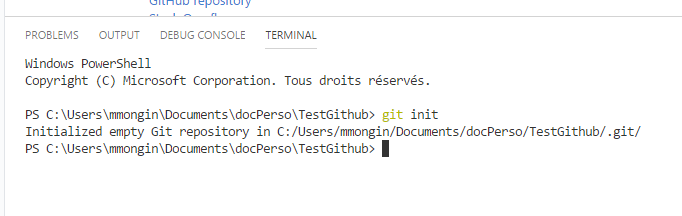 GitHub repository
PROBLEMS OUTPUT DEBUG CONSOLE TERMINAL
Windows PowerShell
Copyright (C) Microsoft Corporation. Tous droits réservés.
PS C:\Users\mmongin\Documents\docPerso\TestGithub> git init
Initialized empty Git repository in C:/Users/mmongin/Documents/docPerso/TestGithub/.git/
PS C:\Users\mmongin\Documents\docPerso\TestGithub>